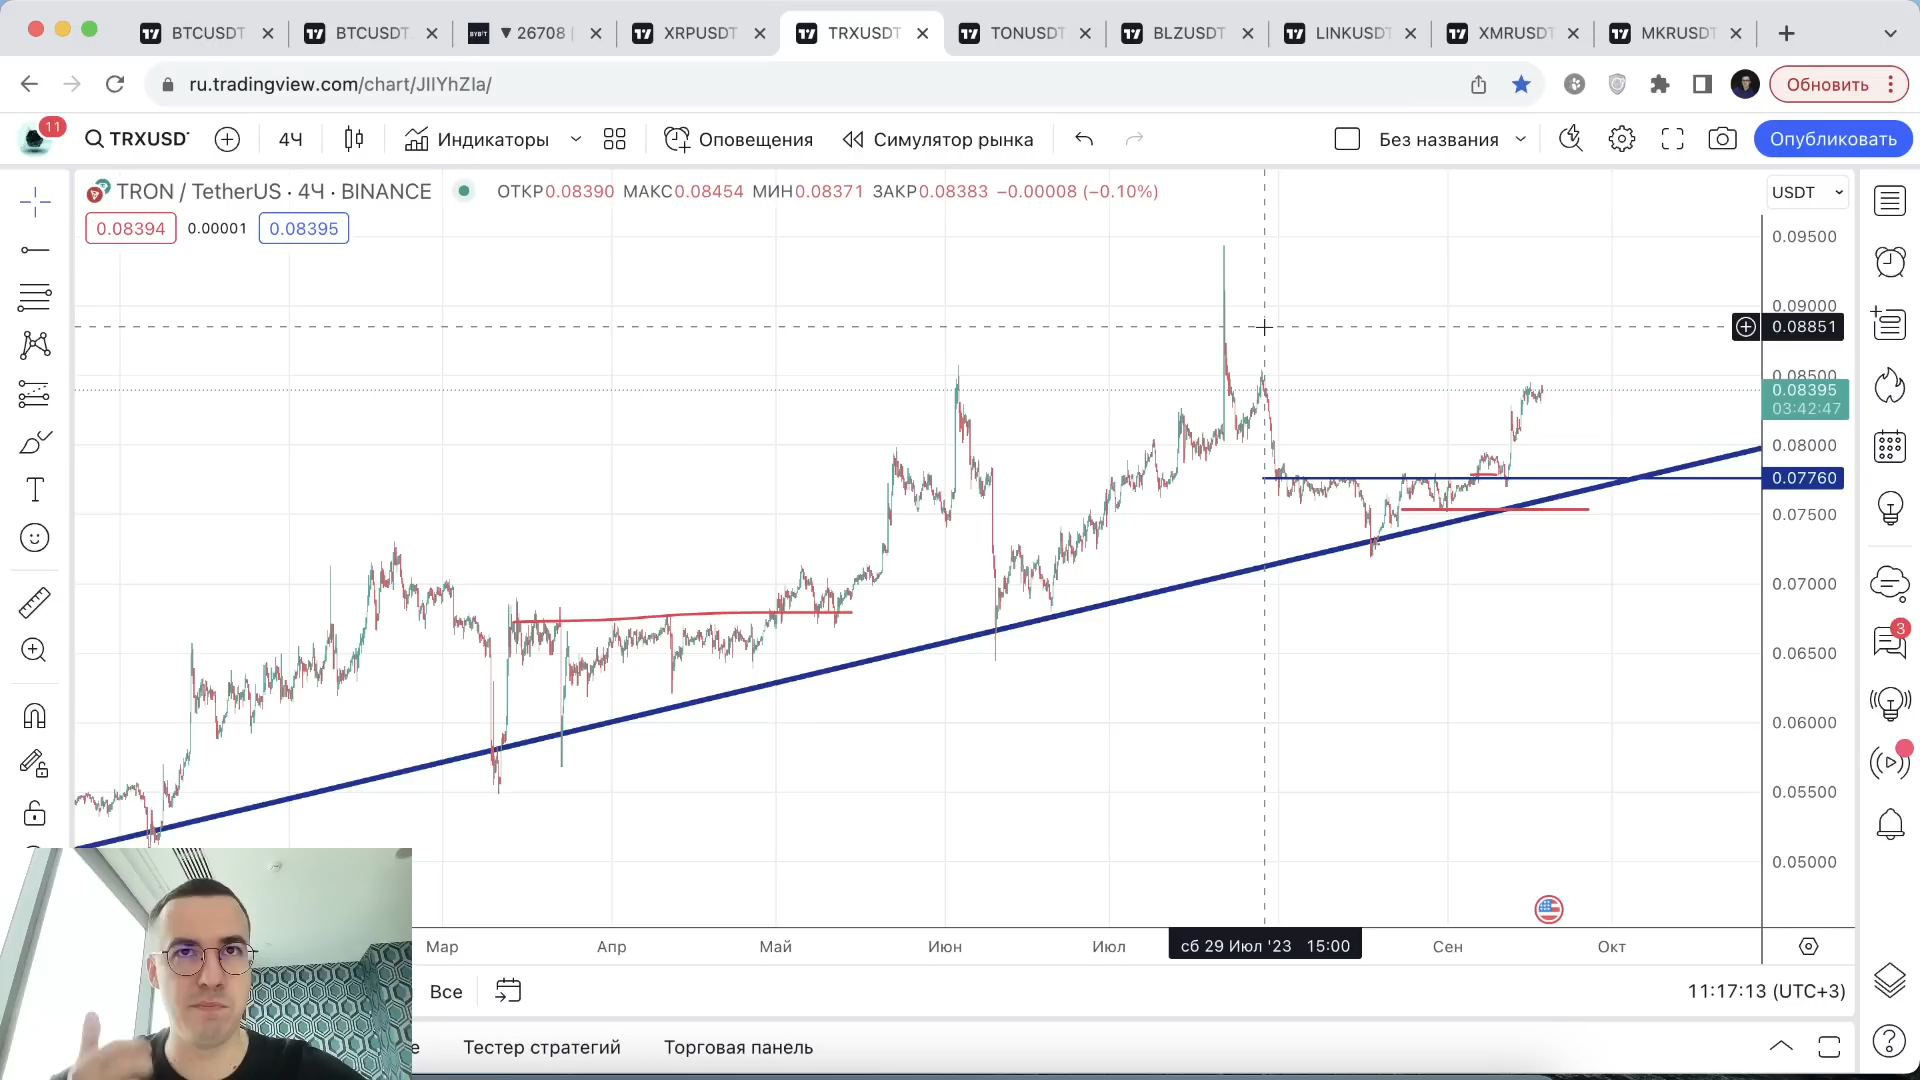 BTCUSDT
BTCUSDT
BYBIT ▼ 26708
XRPUSDT
TRXUSDT
TONUSDT
BLZUSDT
LINKUSDT
XMRUSDT
MKRUSDT
ru.tradingview.com/chart/JIIYhZIa/
Обновить
11
TRXUSDT
4Ч
Индикаторы
Оповещения
Симулятор рынка
Без названия
Опубликовать
TRON / TetherUS · 4Ч · BINANCE
ОТКР0.08390 МАКС0.08454 МИН0.08371 ЗАКР0.08383 −0.00008 (−0.10%)
USDT
0.08394 0.00001 0.08395
0.09500
0.09000
0.08851
0.08500
0.08395
03:42:47
0.08000
0.07760
0.07500
0.07000
0.06500
0.06000
0.05500
0.05000
3
Мар
Апр
Май
Июн
Июл
сб 29 Июл '23 15:00
Сен
Окт
Все
11:17:13 (UTC+3)
Тестер стратегий
Торговая панель